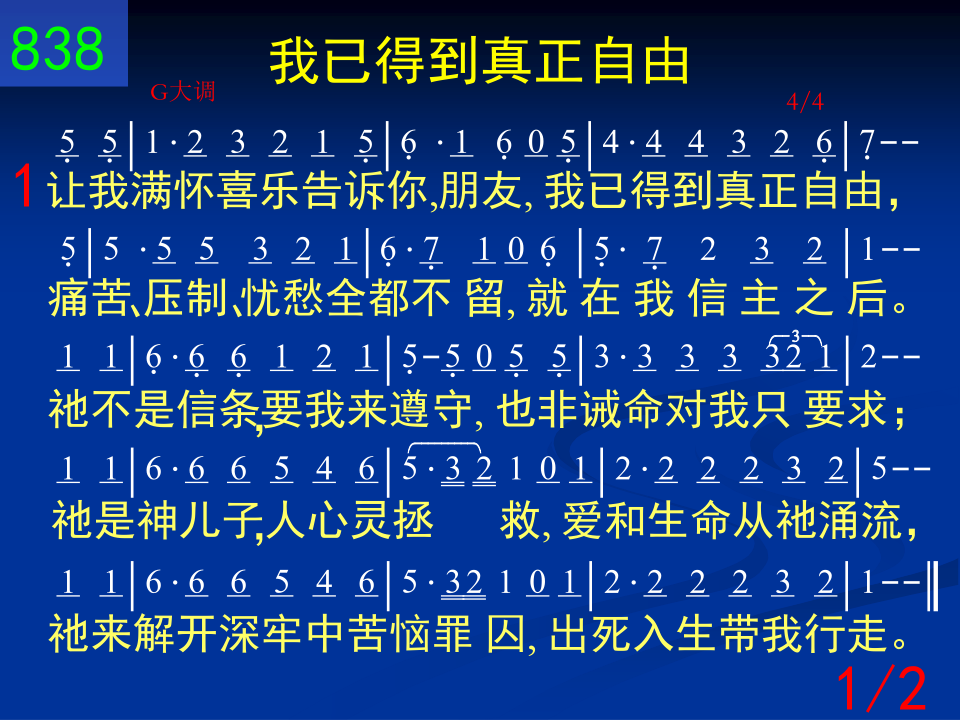 838
我已得到真正自由
G大调
4/4
5 5|1·2 3 2 1 5|6 ·1 6 0 5|4·4 4 3 2 6|7--
1
让我满怀喜乐告诉你,朋友, 我已得到真正自由,
5|5 ·5 5 3 2 1|6·7 1 0 6 |5· 7 2 3 2 |1--
痛苦、压制、忧愁全都不 留, 就 在 我 信 主 之 后。
3
1 1|6·6 6 1 2 1|5-5 0 5 5|3·3 3 3 32 1|2--
祂不是信条,要我来遵守, 也非诫命对我只 要求;
1 1|6·6 6 5 4 6|5·3 2 1 0 1|2·2 2 2 3 2|5--
祂是神儿子,人心灵拯 救, 爱和生命从祂涌流,
1 1|6·6 6 5 4 6|5·32 1 0 1|2·2 2 2 3 2|1--‖
祂来解开深牢中苦恼罪 囚, 出死入生带我行走。
1/2